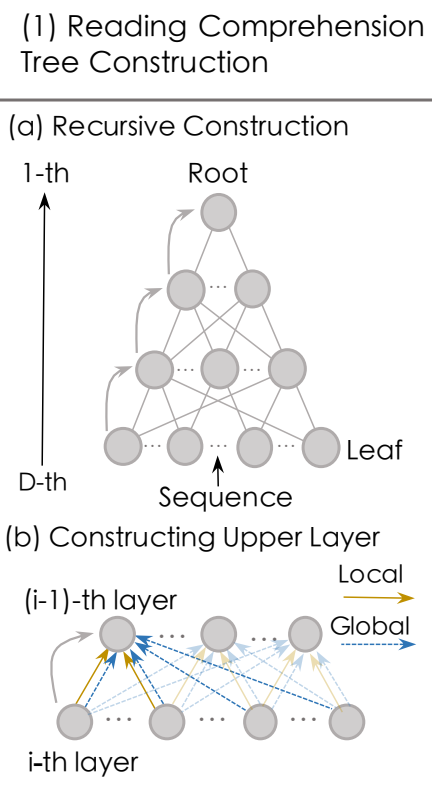 (1) Reading Comprehension
Tree Construction
(a) Recursive Construction
1-th
Root
Leaf
D-th
Sequence
(b) Constructing Upper Layer
Local
(i-1)-th layer
Global
i-th layer